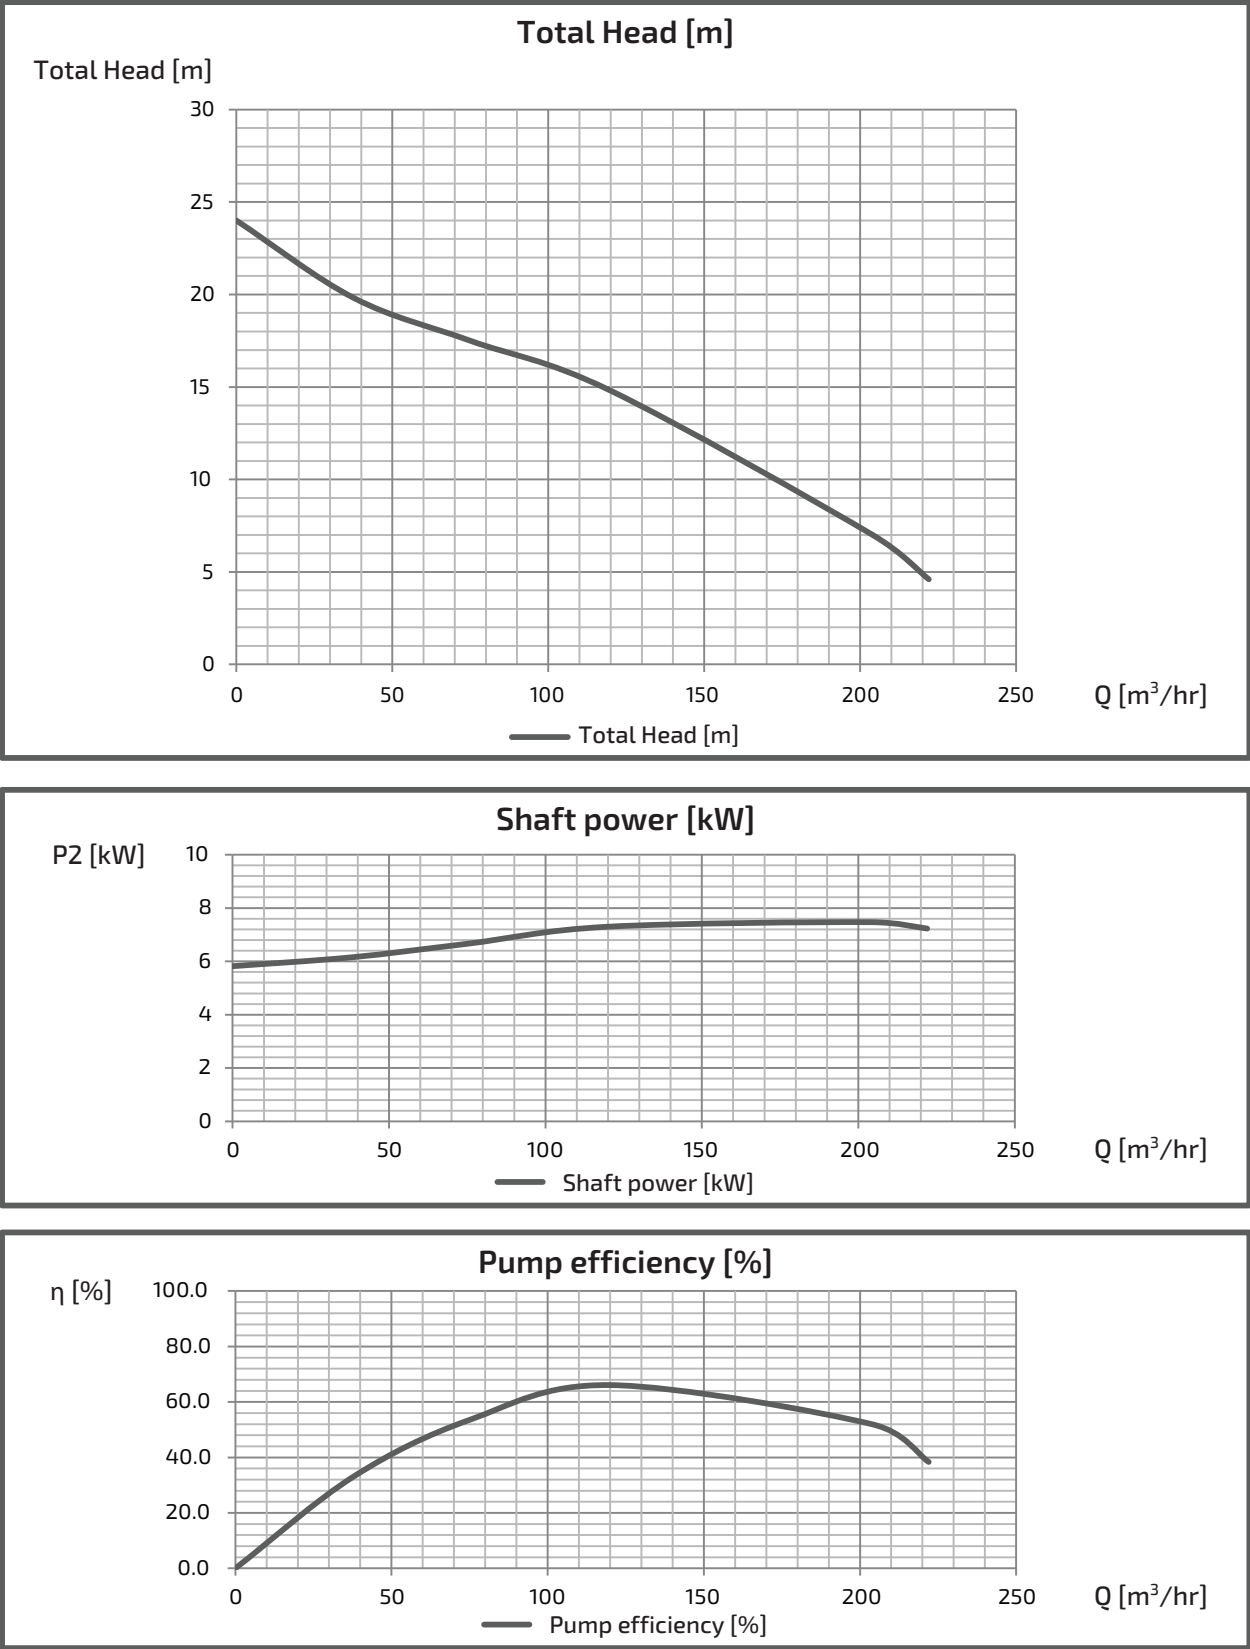 Total Head [m]
Total Head [m]
30
25
20
15
10
5
0
0 50 100 150 200 250 Q [m³/hr]
Total Head [m]
Shaft power [kW]
P2 [kW] 10
8
6
4
2
0
0 50 100 150 200 250 Q [m³/hr]
Shaft power [kW]
Pump efficiency [%]
η [%] 100.0
80.0
60.0
40.0
20.0
0.0
0 50 100 150 200 250 Q [m³/hr]
Pump efficiency [%]